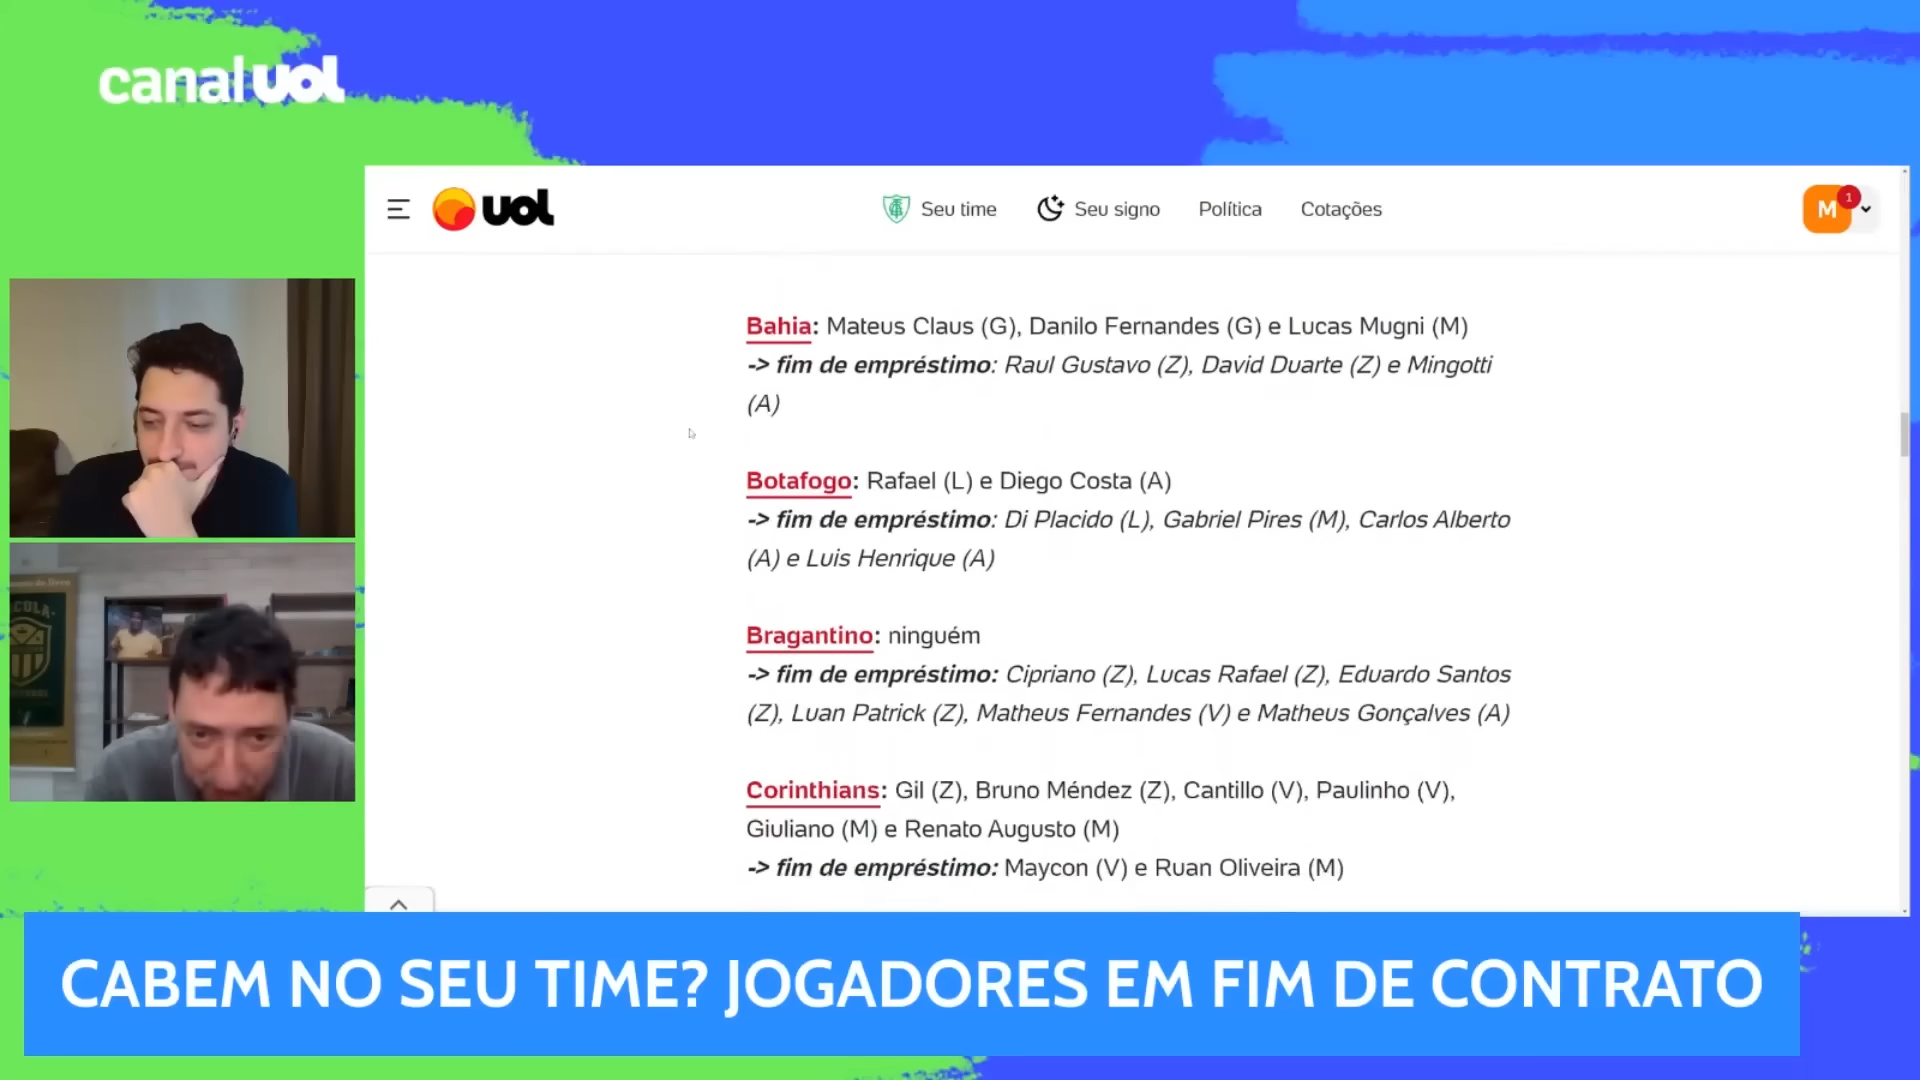 canal uol
uol
Seu time
Seu signo
Política
Cotações
M
1
Bahia: Mateus Claus (G), Danilo Fernandes (G) e Lucas Mugni (M)
-> fim de empréstimo: Raul Gustavo (Z), David Duarte (Z) e Mingotti
(A)
Botafogo: Rafael (L) e Diego Costa (A)
-> fim de empréstimo: Di Placido (L), Gabriel Pires (M), Carlos Alberto
(A) e Luis Henrique (A)
Bragantino: ninguém
-> fim de empréstimo: Cipriano (Z), Lucas Rafael (Z), Eduardo Santos
(Z), Luan Patrick (Z), Matheus Fernandes (V) e Matheus Gonçalves (A)
Corinthians: Gil (Z), Bruno Méndez (Z), Cantillo (V), Paulinho (V),
Giuliano (M) e Renato Augusto (M)
-> fim de empréstimo: Maycon (V) e Ruan Oliveira (M)
CABEM NO SEU TIME? JOGADORES EM FIM DE CONTRATO